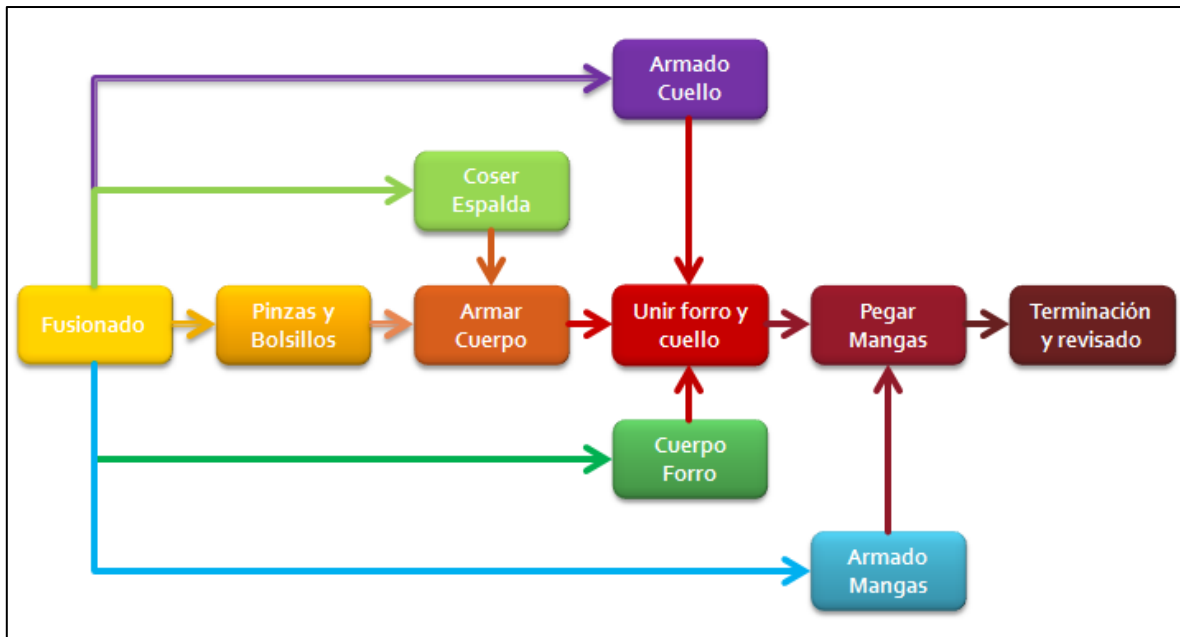 Armado
Cuello
Coser
Espalda
Fusionado
Pinzas y
Bolsillos
Armar
Cuerpo
Unir forro y
cuello
Pegar
Mangas
Terminación
y revisado
Cuerpo
Forro
Armado
Mangas